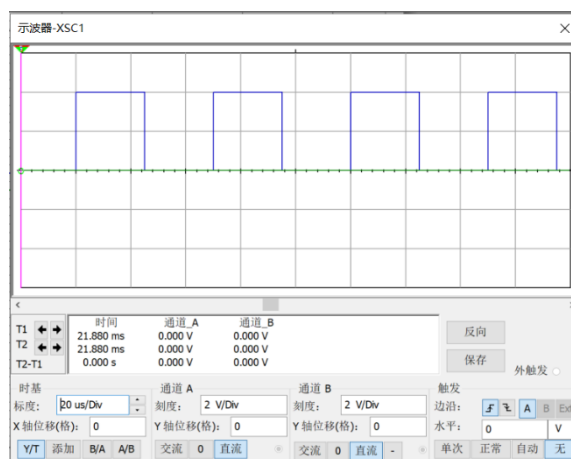 示波器-XSC1
时间 通道_A 通道_B
T1 21.880 ms 0.000 V 0.000 V
T2 21.880 ms 0.000 V 0.000 V
T2-T1 0.000 s 0.000 V 0.000 V
反向
保存
外触发
时基 通道 A 通道 B 触发
标度: 20 us/Div 刻度: 2 V/Div 刻度: 2 V/Div 边沿: A B Ext
X 轴位移(格): 0 Y 轴位移(格): 0 Y 轴位移(格): 0 水平: 0 V
Y/T 添加 B/A A/B 交流 0 直流 交流 0 直流 - 单次 正常 自动 无